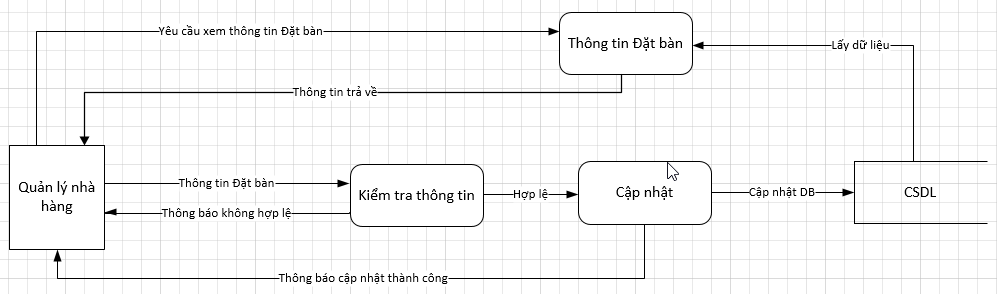 Yêu cầu xem thông tin Đặt bàn
Thông tin Đặt bàn
Lấy dữ liệu
Thông tin trả về
Quản lý nhà
hàng
Thông tin Đặt bàn
Kiểm tra thông tin
Hợp lệ
Cập nhật
Cập nhật DB
CSDL
Thông báo không hợp lệ
Thông báo cập nhật thành công